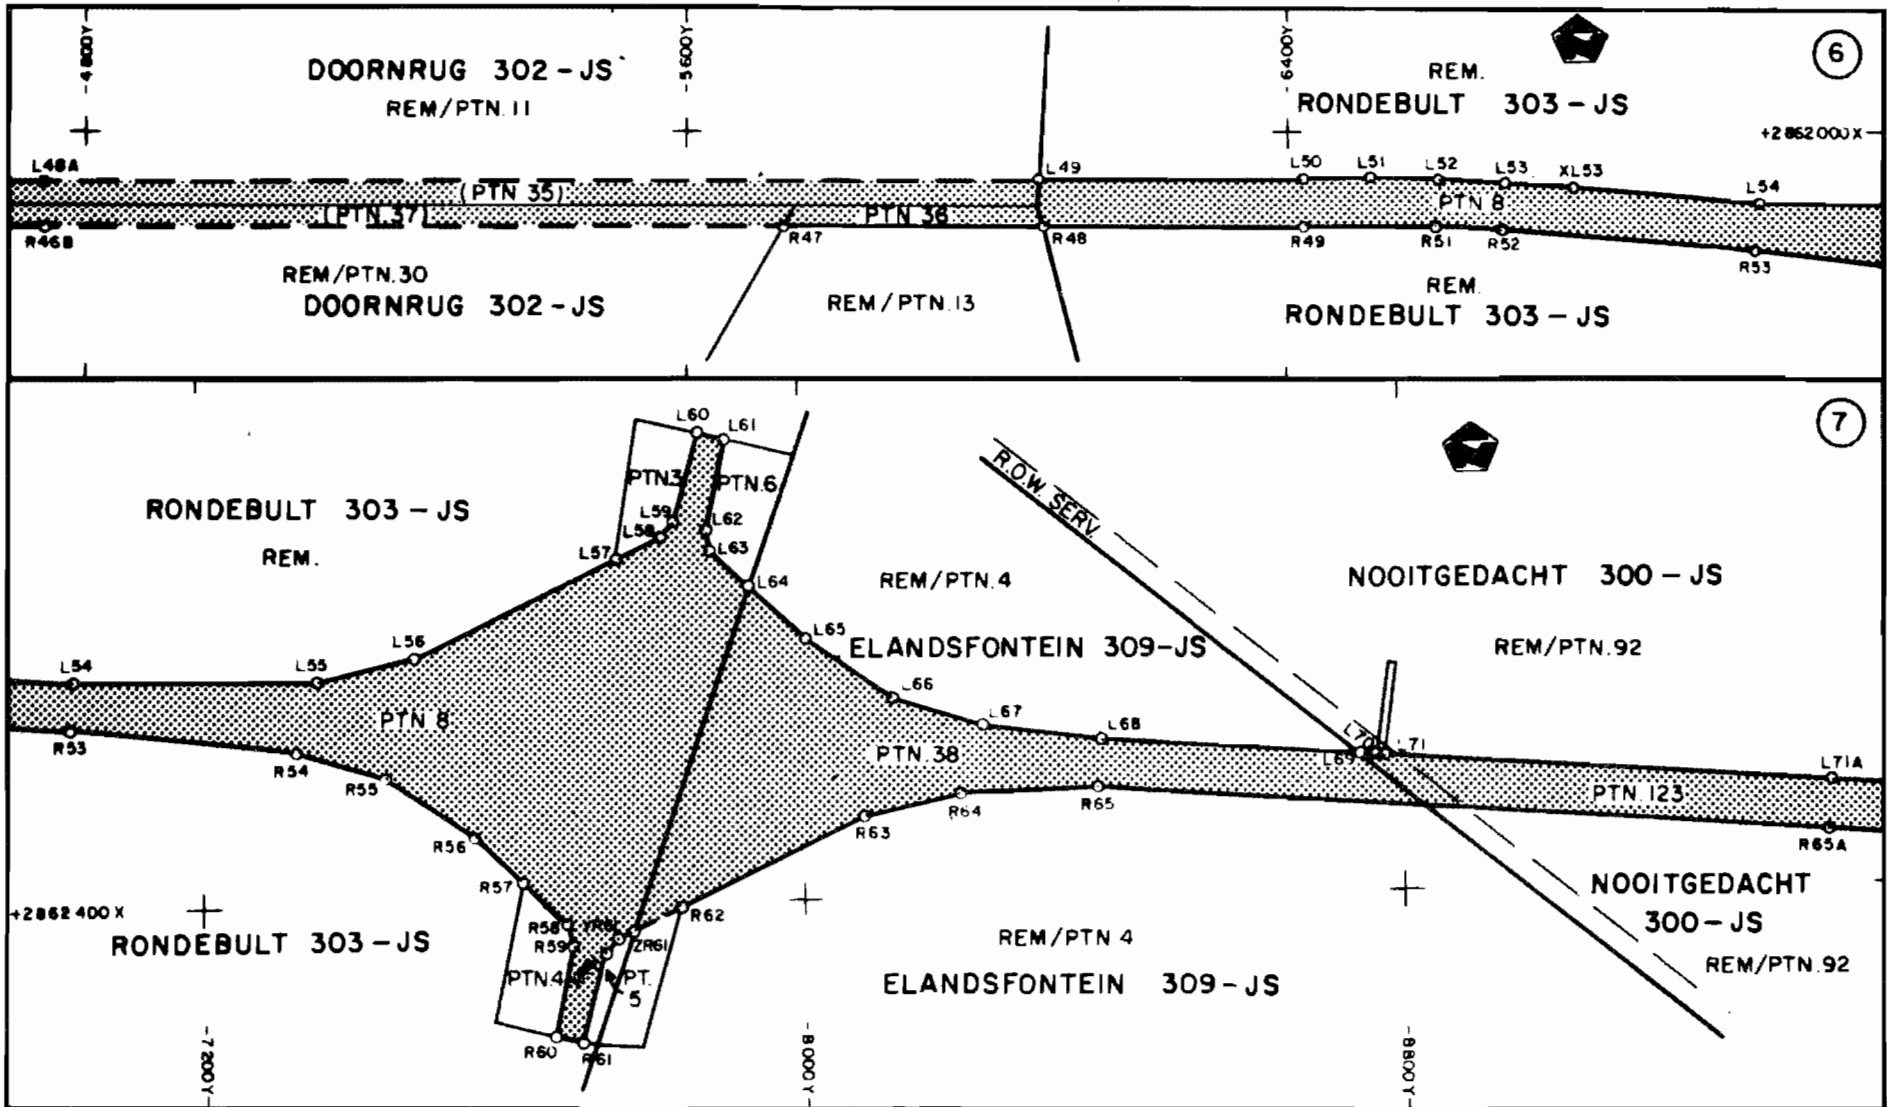 -4800Y
-5600Y
-6400Y
6
DOORNRUG 302-JS
REM/PTN.11
REM.
RONDEBULT 303-JS
+2862000X
L48A
(PTN 35)
L49
L50
L51
L52
L53
XL53
L54
(PTN.37)
PTN.36
PTN 8
R46B
R47
R48
R49
R51
R52
R53
REM/PTN.30
DOORNRUG 302-JS
REM/PTN.13
REM.
RONDEBULT 303-JS
7
L60
L61
PTN.3
PTN.6
R.O.W. SERV.
RONDEBULT 303-JS
REM.
L59
L58
L57
L62
L63
L64
REM/PTN.4
NOOITGEDACHT 300-JS
L65
ELANDSFONTEIN 309-JS
REM/PTN.92
L54
L55
L56
L66
L67
L68
L69
L70
L71
L71A
PTN 8
PTN.38
PTN.123
R53
R54
R55
R56
R57
R63
R64
R65
R65A
NOOITGEDACHT
300-JS
+2862400X
RONDEBULT 303-JS
R58
R59
ZR61
R62
REM/PTN 4
PTN.4
PT.
5
ELANDSFONTEIN 309-JS
REM/PTN.92
R60
R61
-7200Y
-8000Y
-8800Y